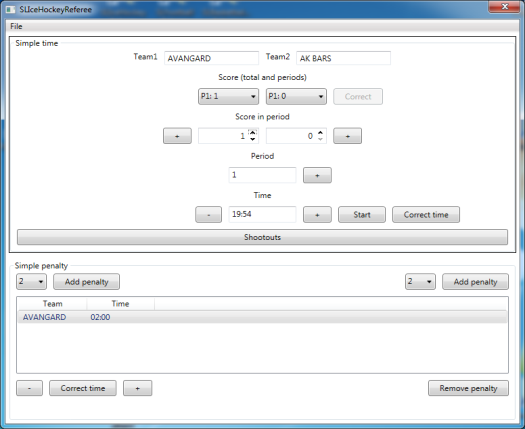 SLIceHockeyReferee
File
Simple time
Team1 AVANGARD Team2 AK BARS
Score (total and periods)
P1: 1 P1: 0 Correct
Score in period
+ 1 0 +
Period
1 +
Time
- 19:54 + Start Correct time
Shootouts
Simple penalty
2 Add penalty 2 Add penalty
Team Time
AVANGARD 02:00
- Correct time + Remove penalty